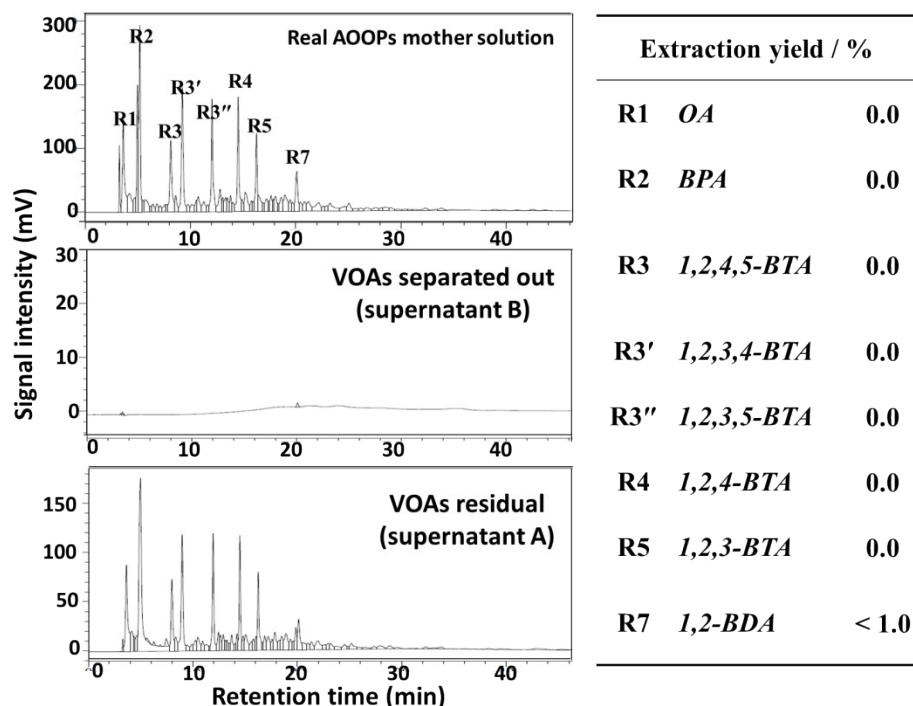 Signal intensity (mV)
300
200
100
0
Real AOOPs mother solution
R1
R2
R3
R3′
R3″
R4
R5
R7
0
10
20
30
40
30
20
10
0
VOAs separated out
(supernatant B)
0
10
20
30
40
150
100
50
0
VOAs residual
(supernatant A)
0
10
20
30
40
Retention time (min)
Extraction yield / %
R1 OA 0.0
R2 BPA 0.0
R3 1,2,4,5-BTA 0.0
R3′ 1,2,3,4-BTA 0.0
R3″ 1,2,3,5-BTA 0.0
R4 1,2,4-BTA 0.0
R5 1,2,3-BTA 0.0
R7 1,2-BDA < 1.0